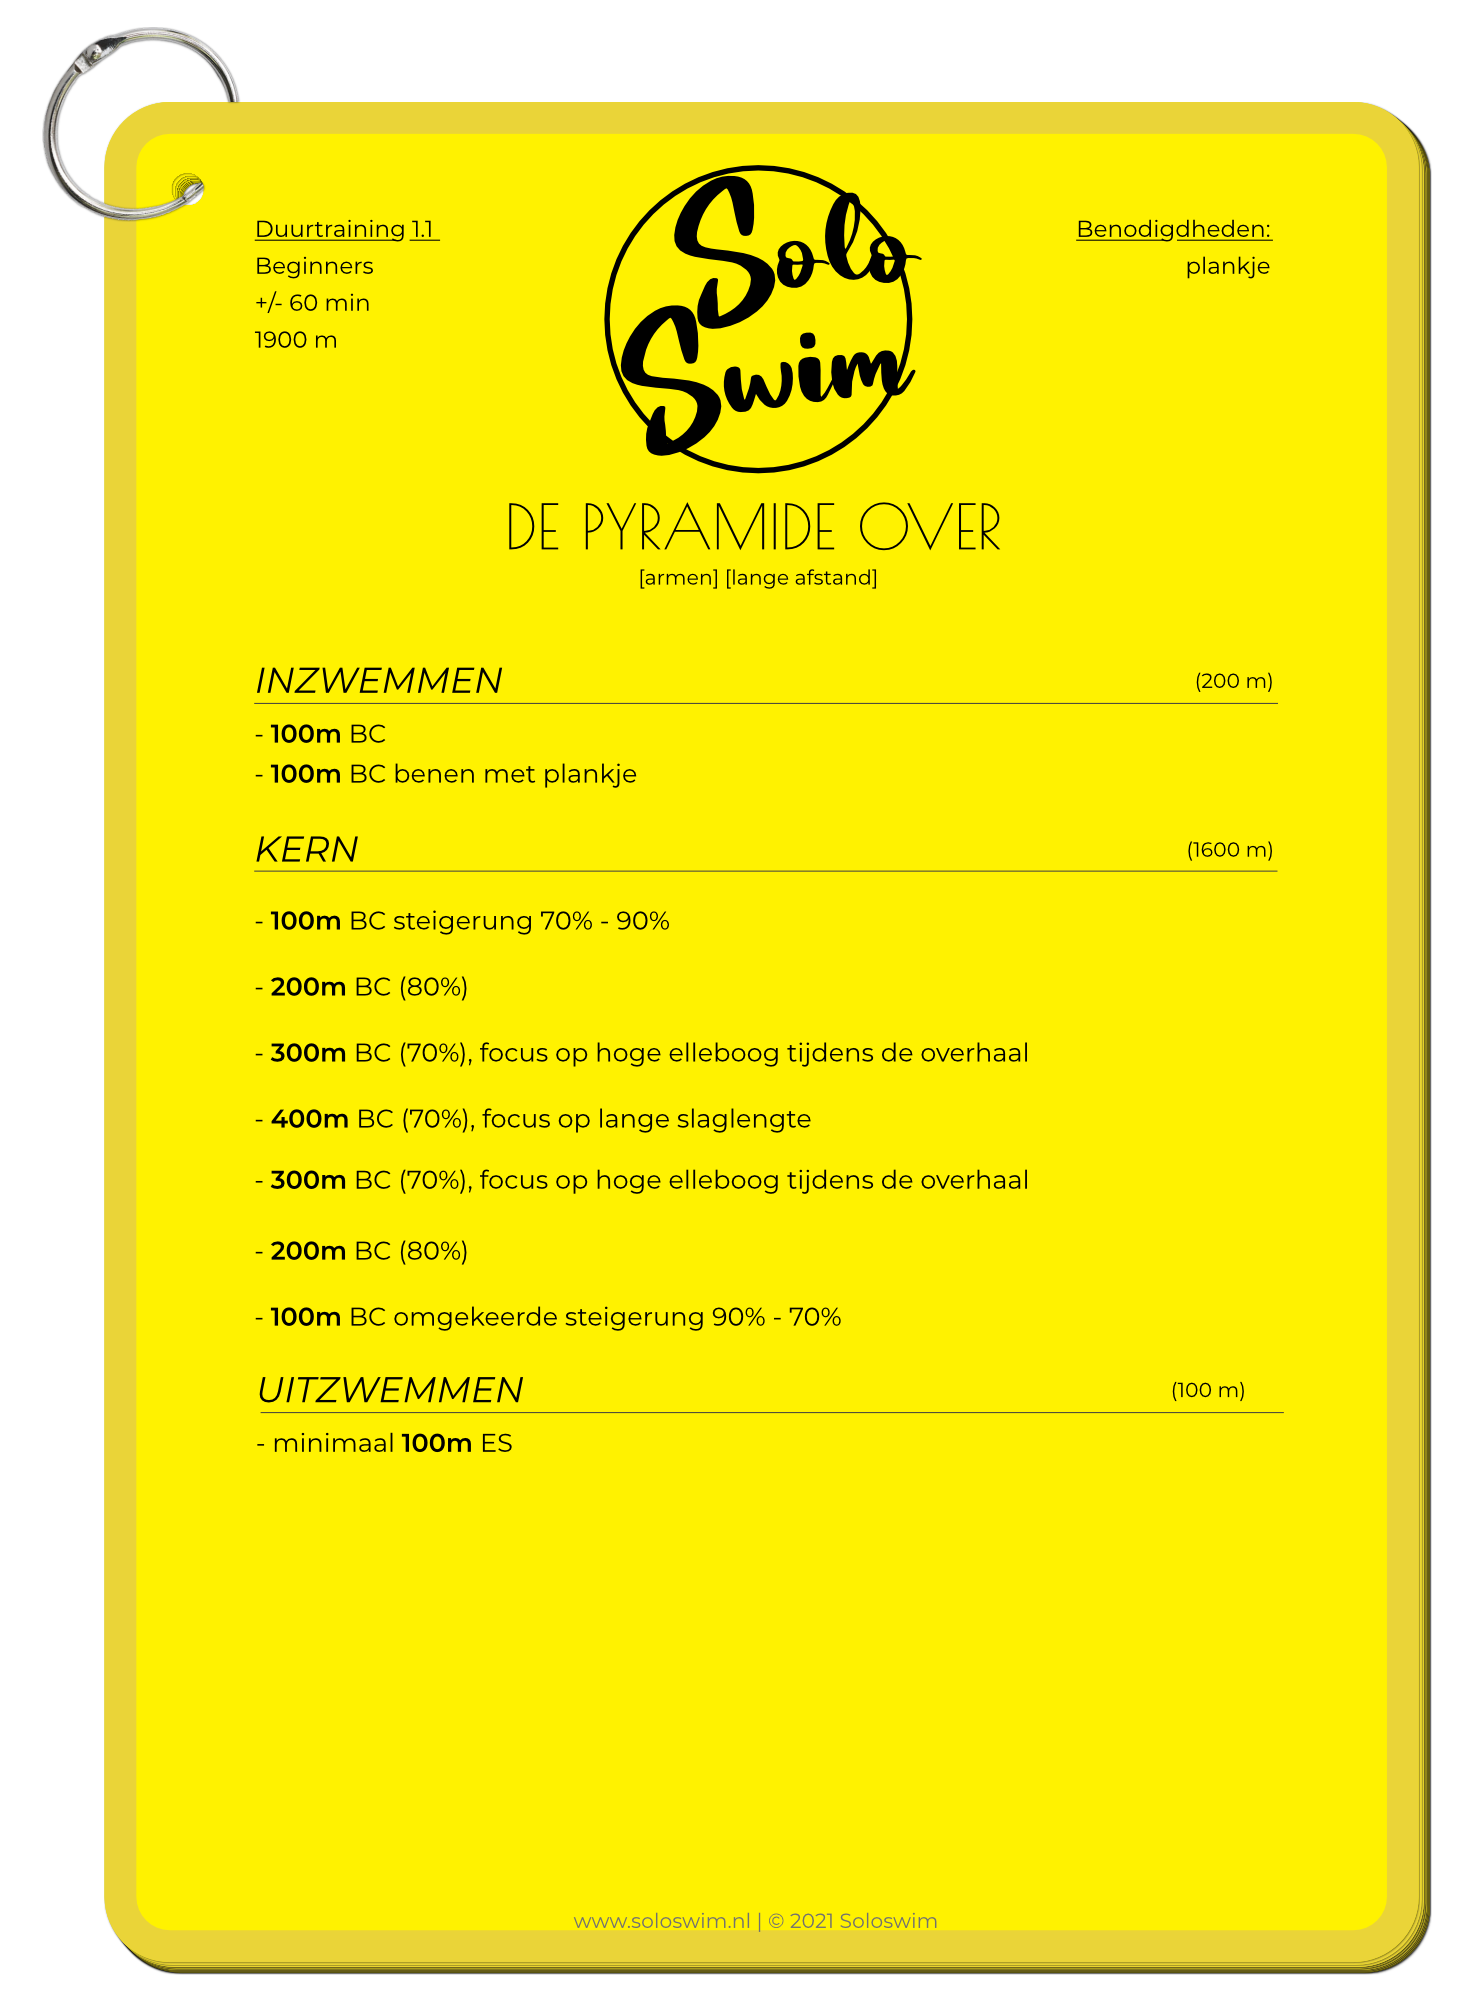 Duurtraining 1.1
Beginners
+/- 60 min
1900 m
Solo
Swim
Benodigdheden:
plankje
DE PYRAMIDE OVER
[armen] [lange afstand]
INZWEMMEN (200 m)
- 100m BC
- 100m BC benen met plankje
KERN (1600 m)
- 100m BC steigerung 70% - 90%
- 200m BC (80%)
- 300m BC (70%), focus op hoge elleboog tijdens de overhaal
- 400m BC (70%), focus op lange slaglengte
- 300m BC (70%), focus op hoge elleboog tijdens de overhaal
- 200m BC (80%)
- 100m BC omgekeerde steigerung 90% - 70%
UITZWEMMEN (100 m)
- minimaal 100m ES
www.soloswim.nl | © 2021 Soloswim